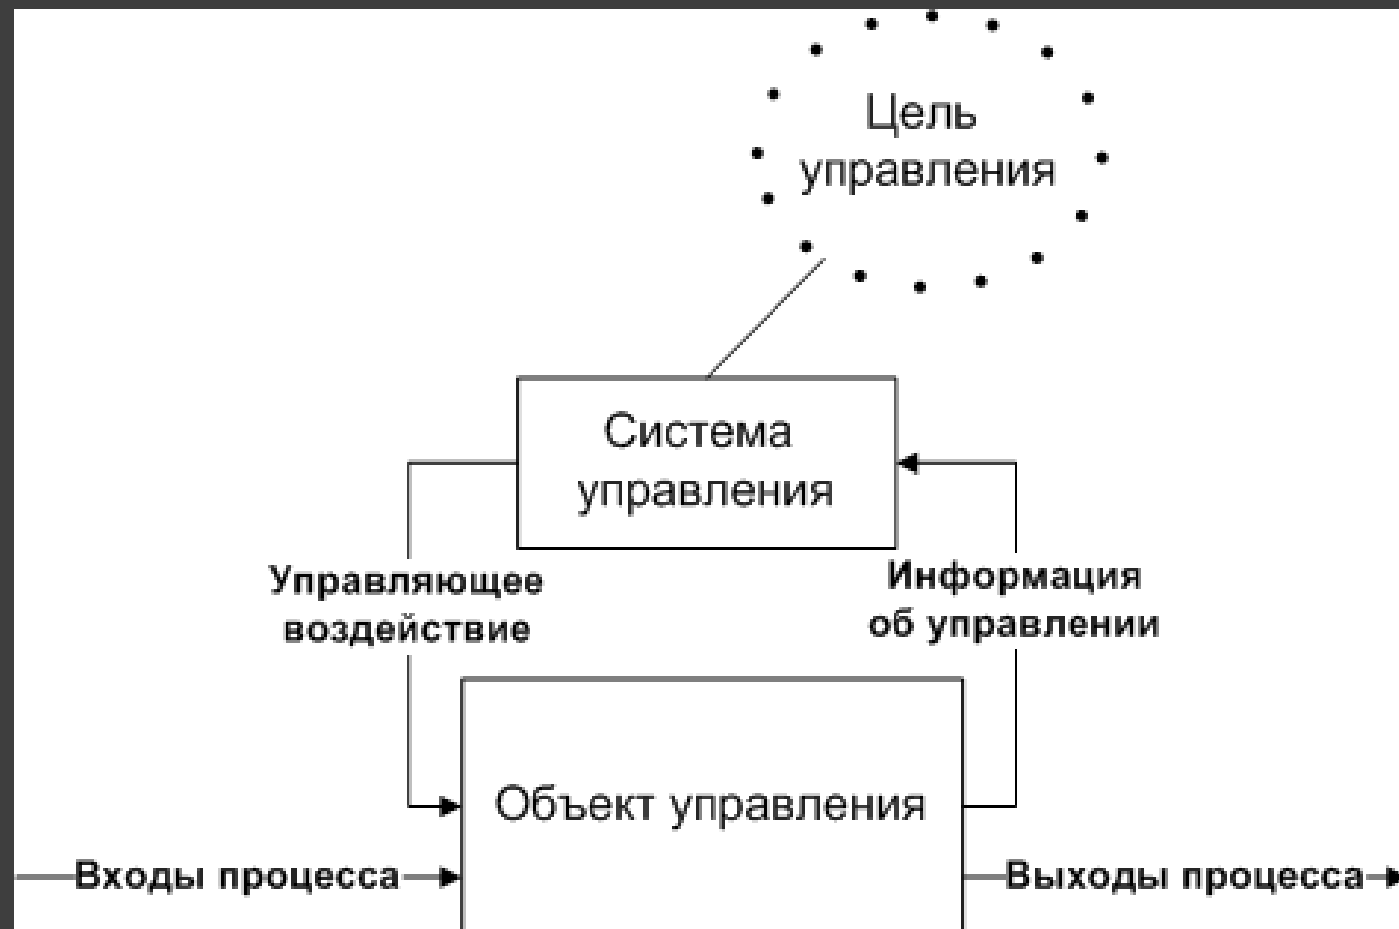 Цель
управления
Система
управления
Управляющее
воздействие
Информация
об управлении
Объект управления
Входы процесса
Выходы процесса